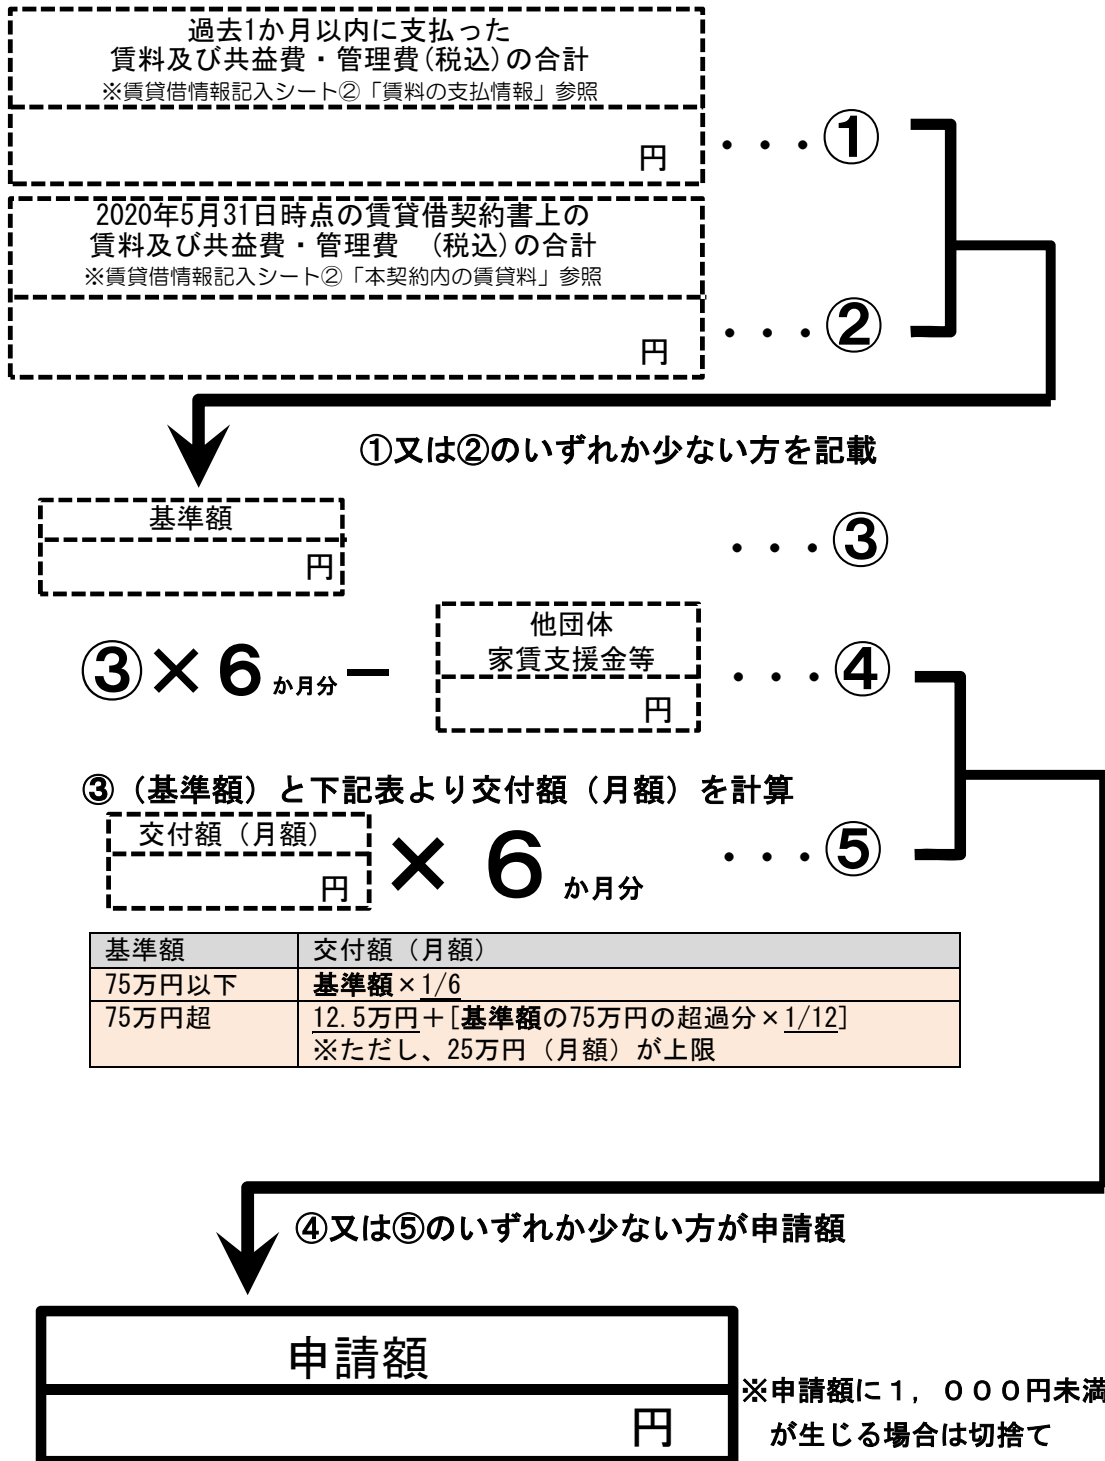 過去1か月以内に支払った
賃料及び共益費・管理費(税込)の合計
※賃貸借情報記入シート②「賃料の支払情報」参照
円
・・・①
2020年5月31日時点の賃貸借契約書上の
賃料及び共益費・管理費　(税込)の合計
※賃貸借情報記入シート②「本契約内の賃貸料」参照
円
・・・②
①又は②のいずれか少ない方を記載
基準額
円
・・・③
③×６か月分－
他団体
家賃支援金等
円
・・・④
③（基準額）と下記表より交付額（月額）を計算
交付額（月額）
円
×６か月分
・・・⑤
基準額 交付額（月額）
75万円以下 基準額×1/6
75万円超 12.5万円＋[基準額の75万円の超過分×1/12]
※ただし、25万円（月額）が上限
④又は⑤のいずれか少ない方が申請額
申請額
円
※申請額に１，０００円未満
が生じる場合は切捨て